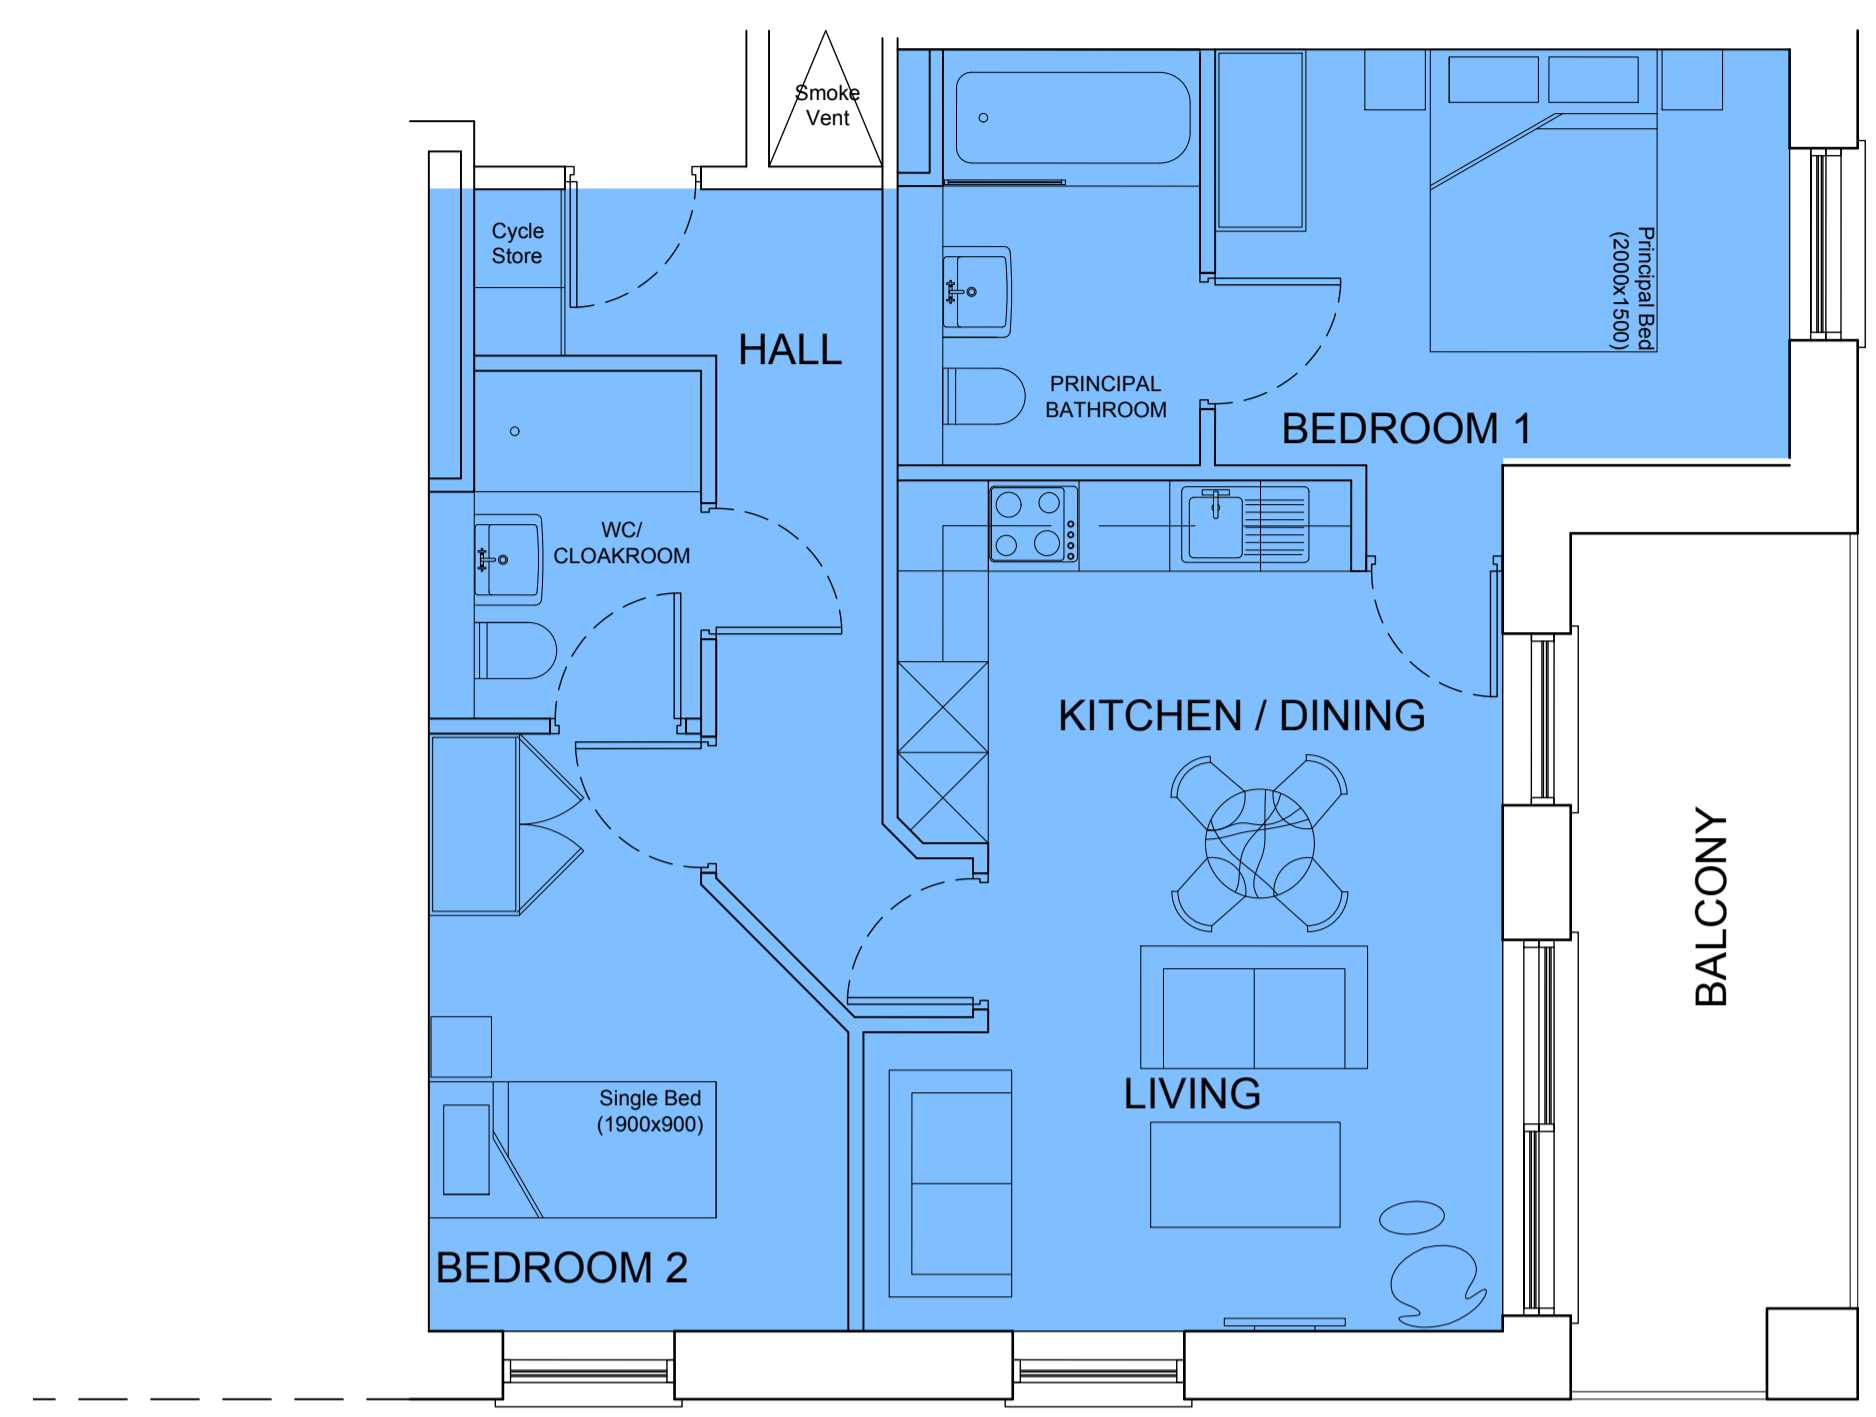 Smoke
Vent
Cycle
Store
HALL
Principal Bed
(2000x1500)
PRINCIPAL
BATHROOM
BEDROOM 1
WC/
CLOAKROOM
KITCHEN / DINING
BALCONY
LIVING
Single Bed
(1900x900)
BEDROOM 2